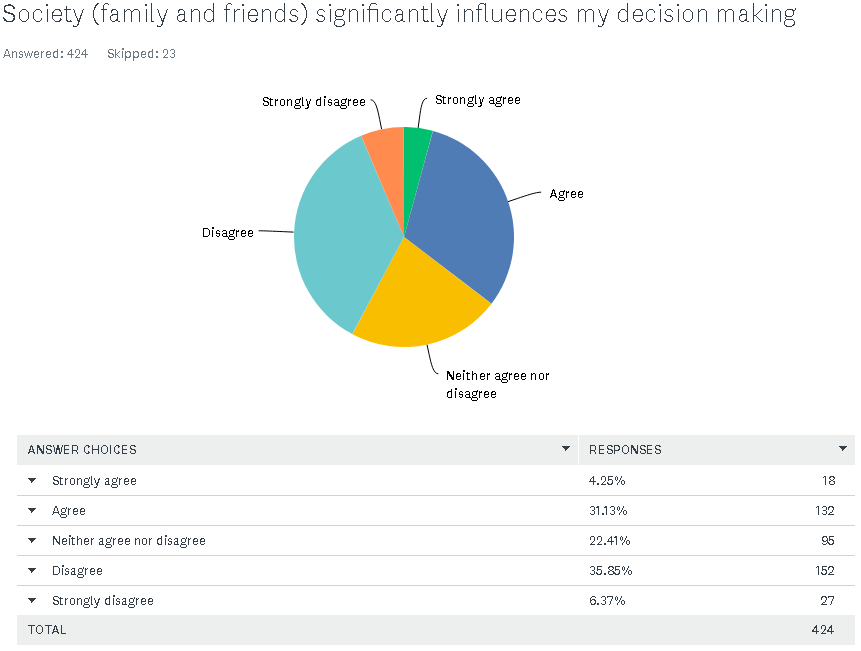 Society (family and friends) significantly influences my decision making
Answered: 424 Skipped: 23
Strongly disagree
Strongly agree
Agree
Disagree
Neither agree nor
disagree
ANSWER CHOICES RESPONSES
Strongly agree 4.25% 18
Agree 31.13% 132
Neither agree nor disagree 22.41% 95
Disagree 35.85% 152
Strongly disagree 6.37% 27
TOTAL 424